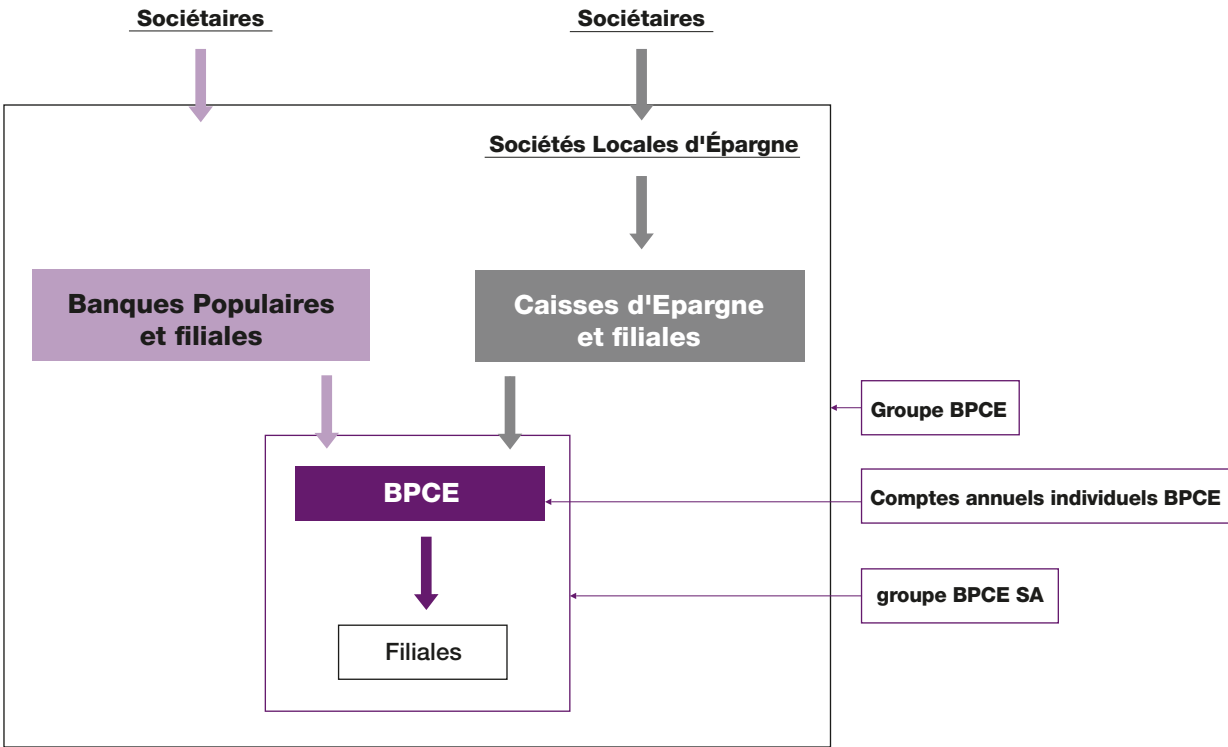 Sociétaires
Sociétaires
Sociétés Locales d'Épargne
Banques Populaires
et filiales
Caisses d'Epargne
et filiales
Groupe BPCE
BPCE
Comptes annuels individuels BPCE
groupe BPCE SA
Filiales